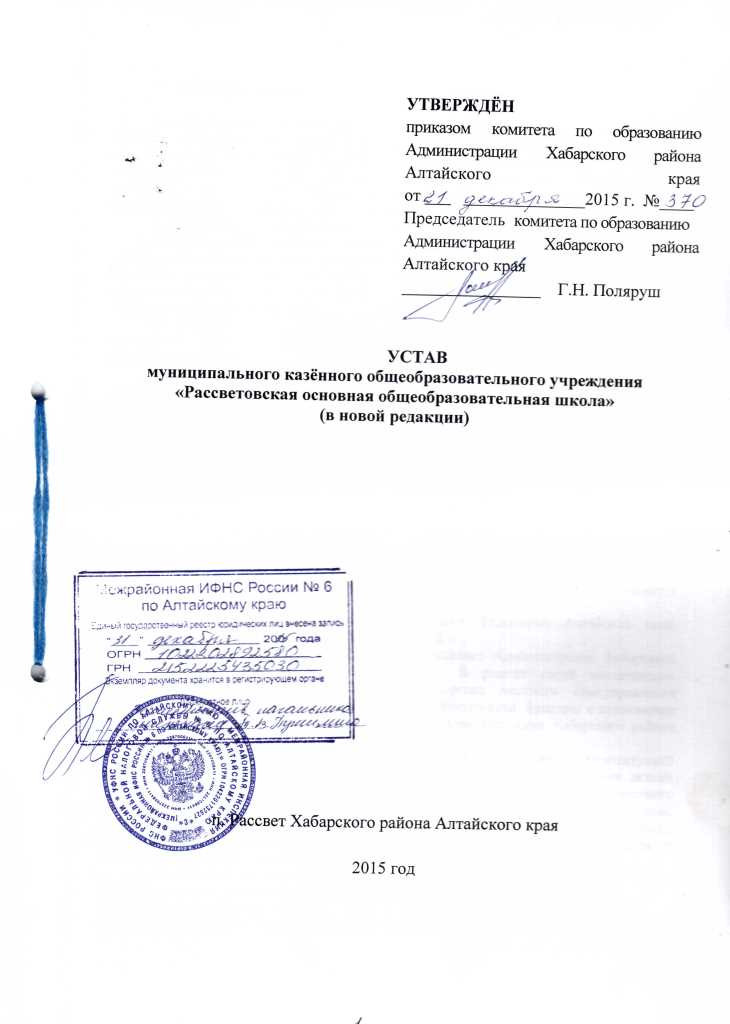 УТВЕРЖДЁН
приказом комитета по образованию
Администрации Хабарского района
Алтайского края
от 21 декабря 2015 г. № 370
Председатель комитета по образованию
Администрации Хабарского района
Алтайского края
Г.Н. Поляруш
УСТАВ
муниципального казённого общеобразовательного учреждения
«Рассветовская основная общеобразовательная школа»
(в новой редакции)
Межрайонная ИФНС России № 6
по Алтайскому краю
Единый государственный реестр юридических лиц внесена запись
"31" декабря 2015 года
ОГРН 1022202892580
ГРН 2152223435030
Экземпляр документа хранится в регистрирующем органе
начальника
п. Рассвет Хабарского района Алтайского края
2015 год